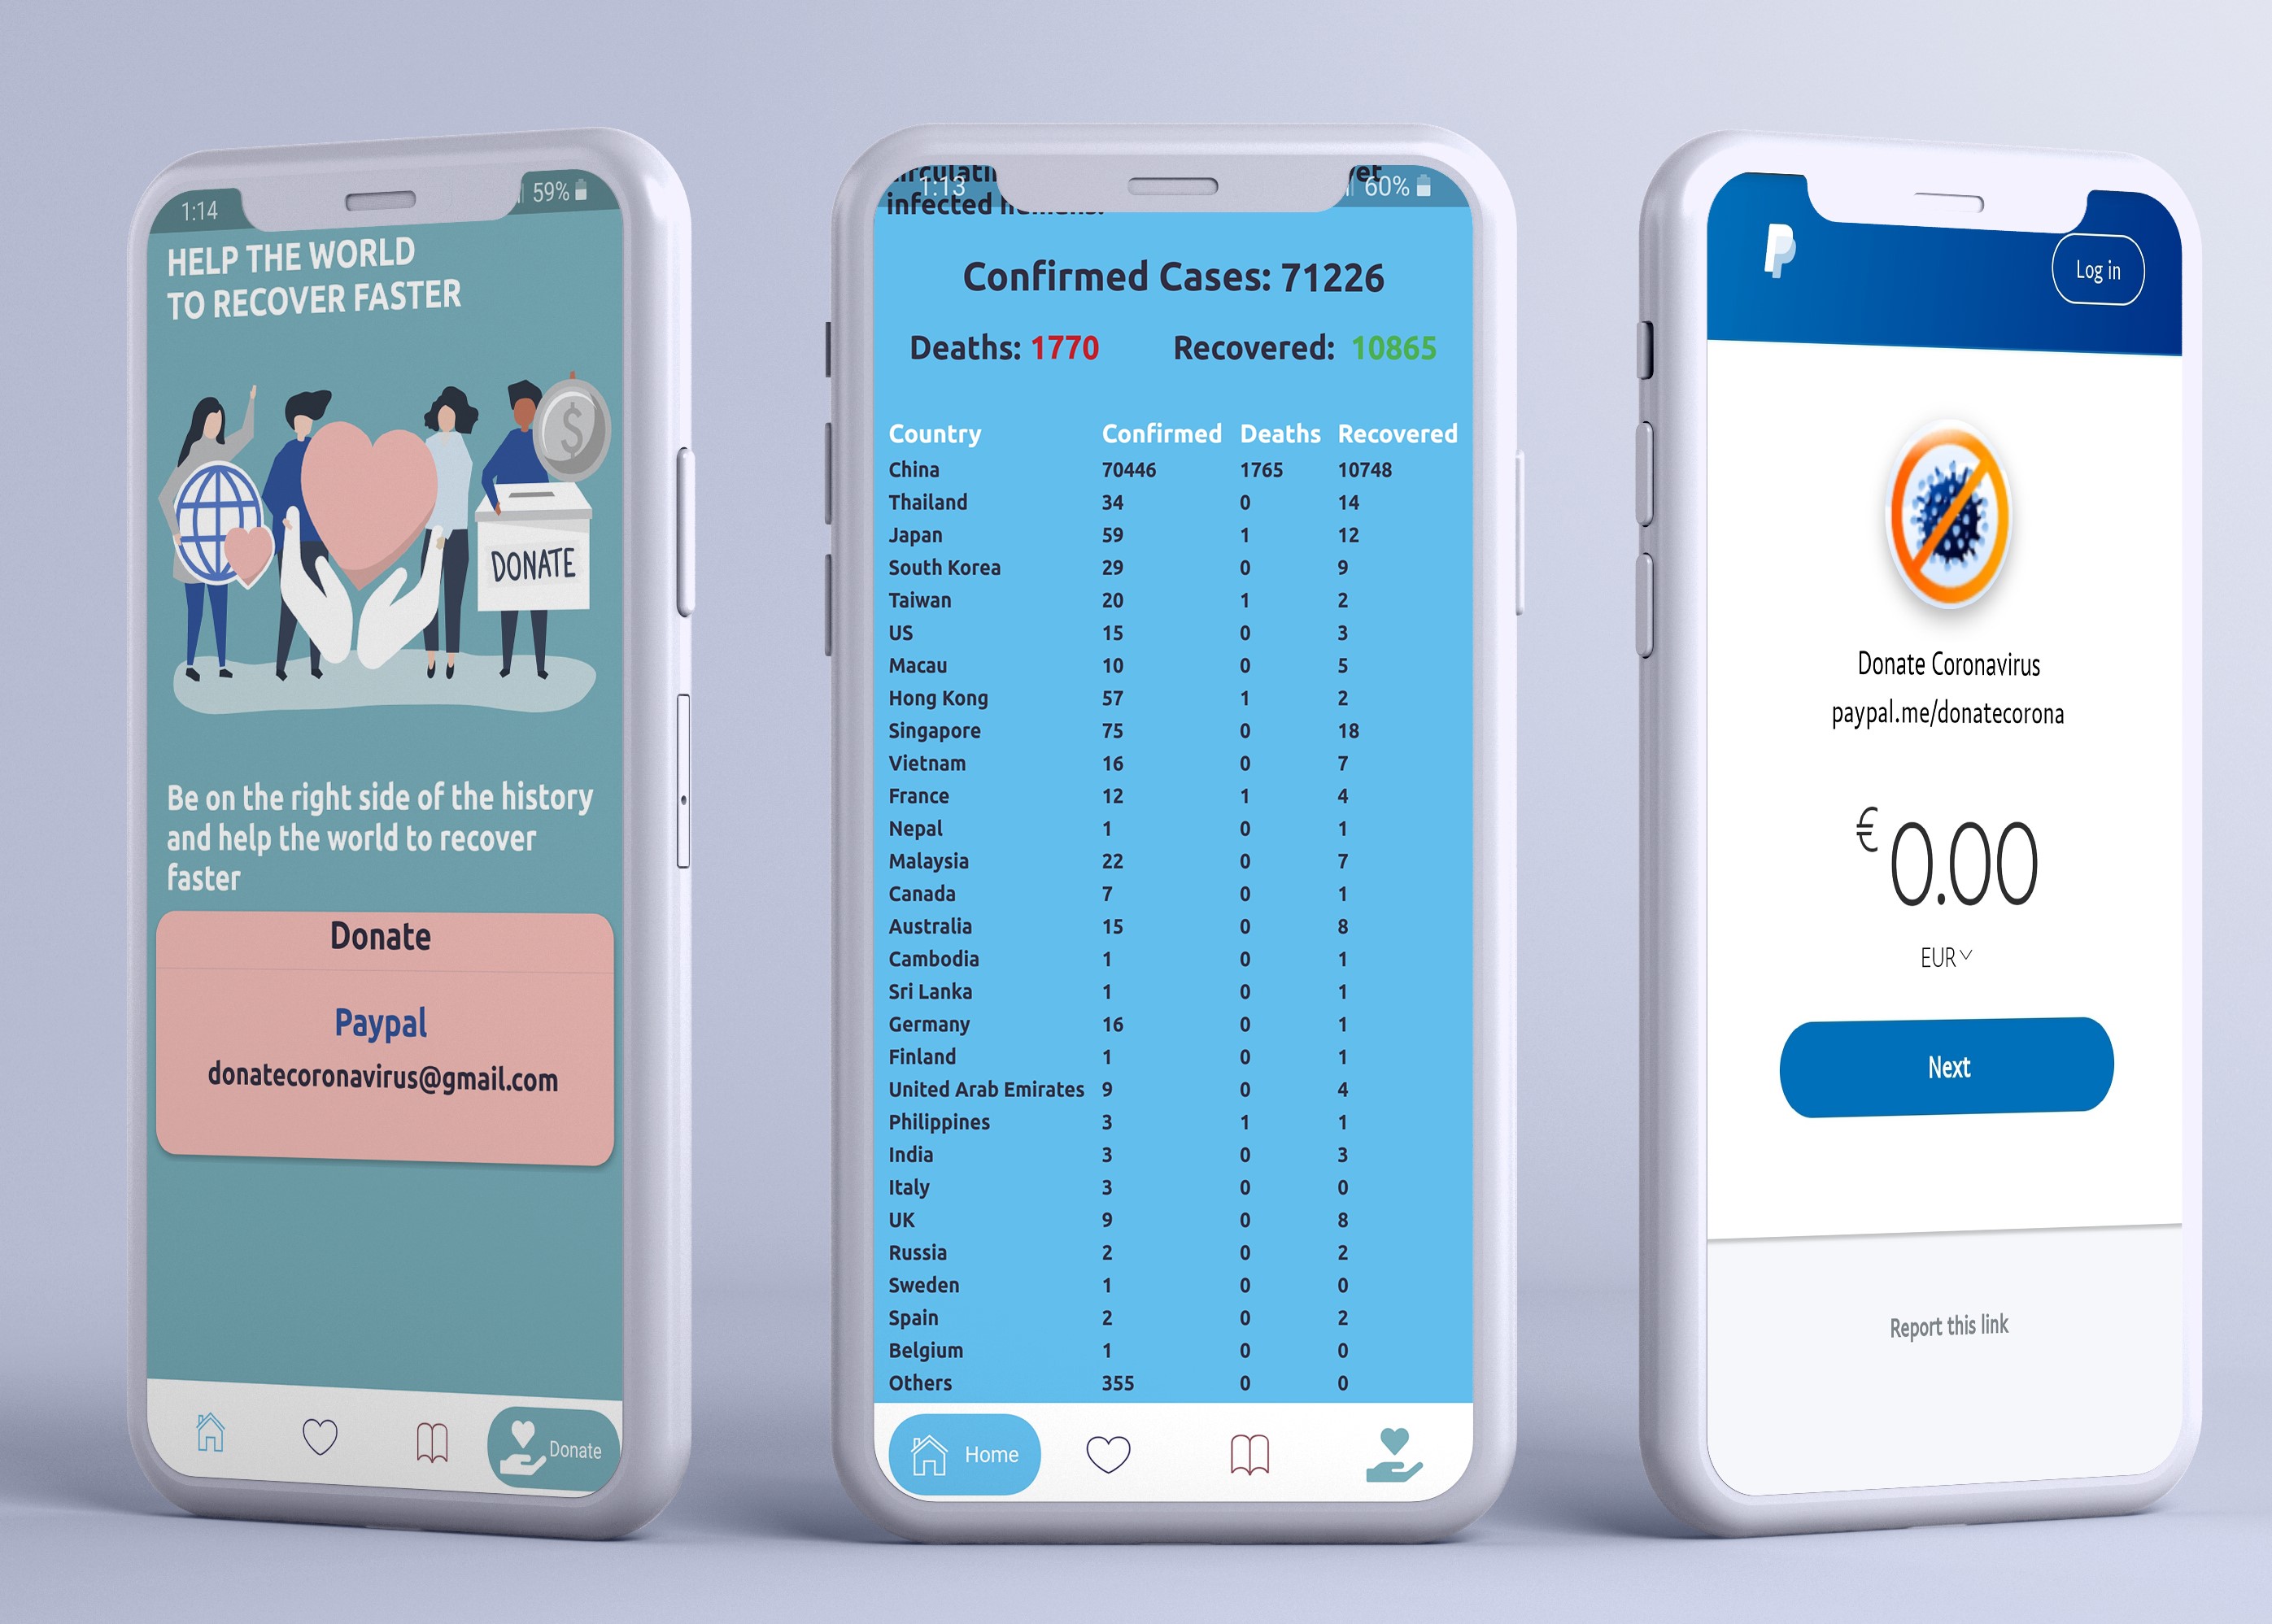 1:14
59%
HELP THE WORLD
TO RECOVER FASTER
$
DONATE
Be on the right side of the history
and help the world to recover
faster
Donate
Paypal
donatecoronavirus@gmail.com
Donate
1:13
60%
infected humans.
Confirmed Cases: 71226
Deaths: 1770 Recovered: 10865
Country Confirmed Deaths Recovered
China 70446 1765 10748
Thailand 34 0 14
Japan 59 1 12
South Korea 29 0 9
Taiwan 20 1 2
US 15 0 3
Macau 10 0 5
Hong Kong 57 1 2
Singapore 75 0 18
Vietnam 16 0 7
France 12 1 4
Nepal 1 0 1
Malaysia 22 0 7
Canada 7 0 1
Australia 15 0 8
Cambodia 1 0 1
Sri Lanka 1 0 1
Germany 16 0 1
Finland 1 0 1
United Arab Emirates 9 0 4
Philippines 3 1 1
India 3 0 3
Italy 3 0 0
UK 9 0 8
Russia 2 0 2
Sweden 1 0 0
Spain 2 0 2
Belgium 1 0 0
Others 355 0 0
Home
Log in
Donate Coronavirus
paypal.me/donatecorona
€0.00
EUR
Next
Report this link